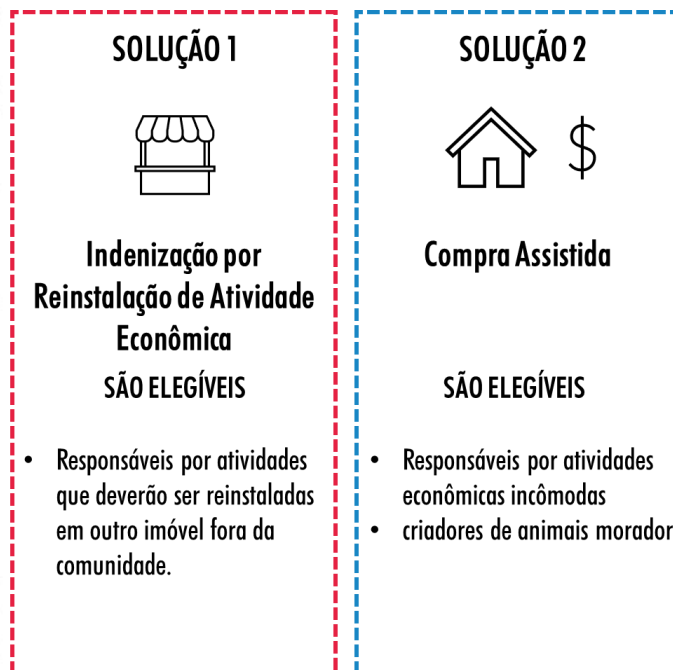 SOLUÇÃO 1
Indenização por
Reinstalação de Atividade
Econômica
SÃO ELEGÍVEIS
• Responsáveis por atividades
que deverão ser reinstaladas
em outro imóvel fora da
comunidade.
SOLUÇÃO 2
$
Compra Assistida
SÃO ELEGÍVEIS
• Responsáveis por atividades
econômicas incômodas
• criadores de animais morador